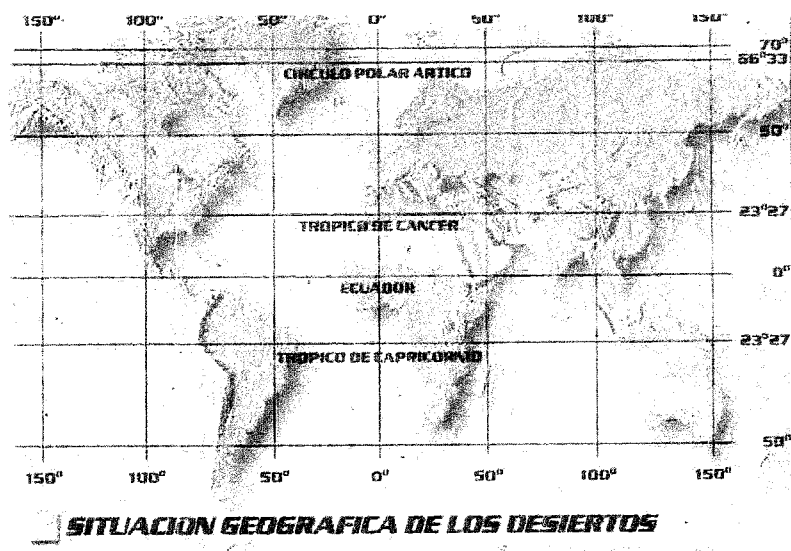 150° 100° 50° 0° 50° 100° 150°
70°
66°33
CIRCULO POLAR ARTICO
50°
23°27
TROPICO DE CANCER
0°
ECUADOR
23°27
TROPICO DE CAPRICORNIO
50°
150° 100° 50° 0° 50° 100° 150°
SITUACION GEOGRAFICA DE LOS DESIERTOS